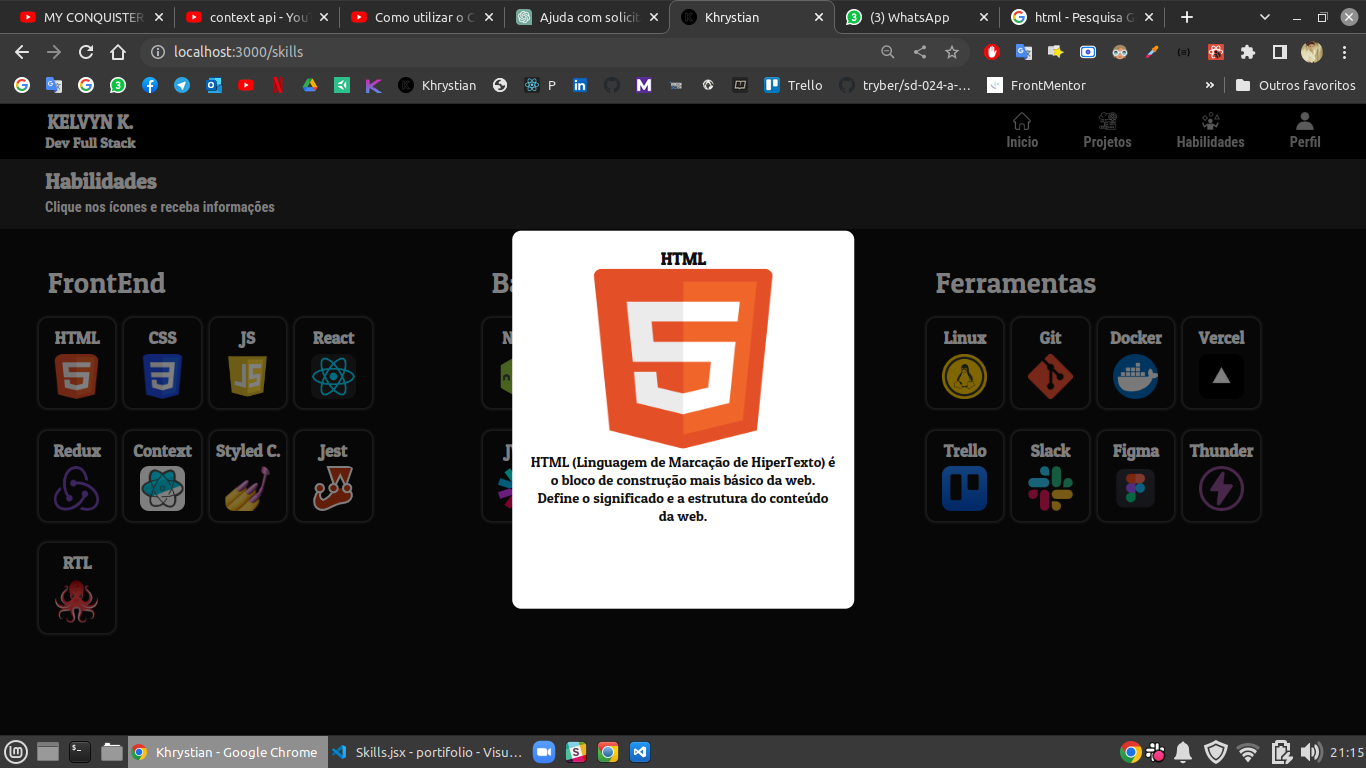 MY CONQUISTER
context api - You
Como utilizar o C
Ajuda com solicit
Khrystian
(3) WhatsApp
html - Pesquisa G
localhost:3000/skills
Khrystian
P
Trello
tryber/sd-024-a-...
FrontMentor
»
Outros favoritos
KELVYN K.
Dev Full Stack
Inicio
Projetos
Habilidades
Perfil
Habilidades
Clique nos ícones e receba informações
FrontEnd
Ba
Ferramentas
HTML
CSS
JS
React
N
Linux
Git
Docker
Vercel
Redux
Context
Styled C.
Jest
J
Trello
Slack
Figma
Thunder
RTL
HTML
HTML (Linguagem de Marcação de HiperTexto) é
o bloco de construção mais básico da web.
Define o significado e a estrutura do conteúdo
da web.
Khrystian - Google Chrome
Skills.jsx - portifolio - Visu...
21:15